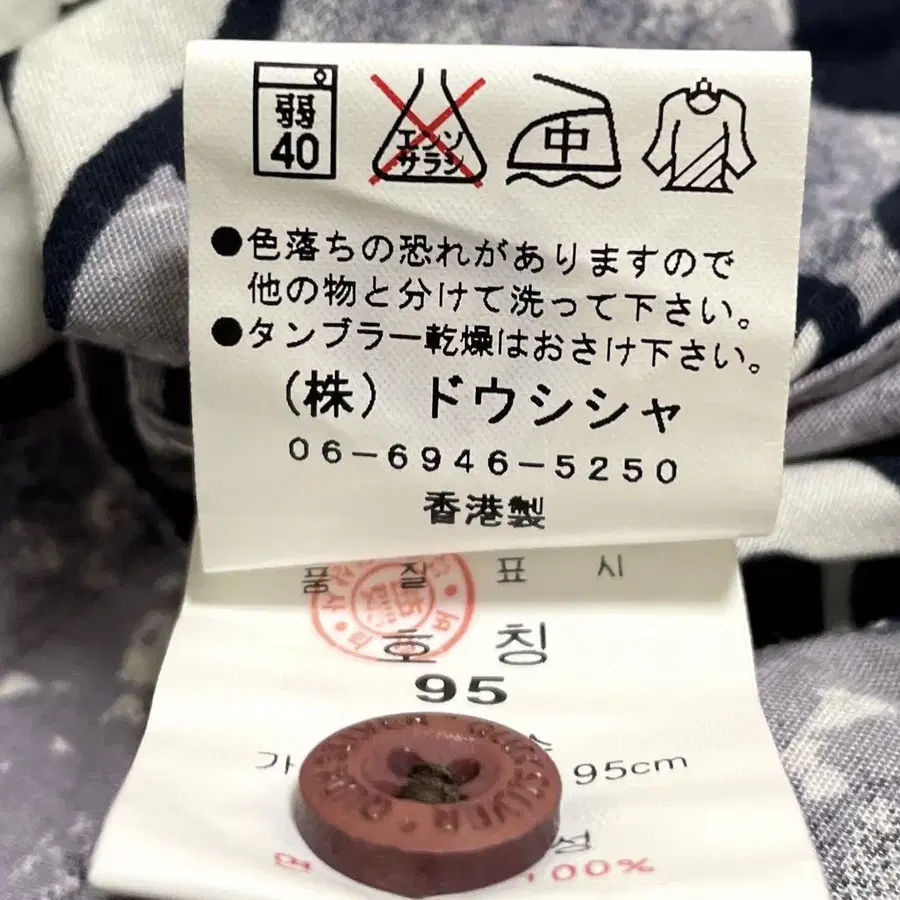 弱
40
エンソ
サラシ
中
●色落ちの恐れがありますので
他の物と分けて洗って下さい。
●タンブラー乾燥はおさけ下さい。
(株) ドウシシャ
06-6946-5250
香港製
품 질 표 시
호 칭
95
가
95cm
100%